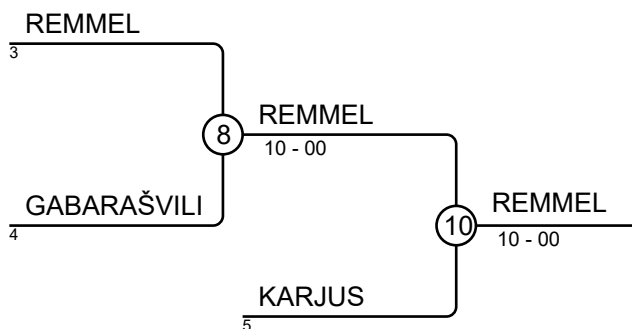 REMMEL
3
8
REMMEL
10 - 00
GABARAŠVILI
4
10
REMMEL
10 - 00
KARJUS
5